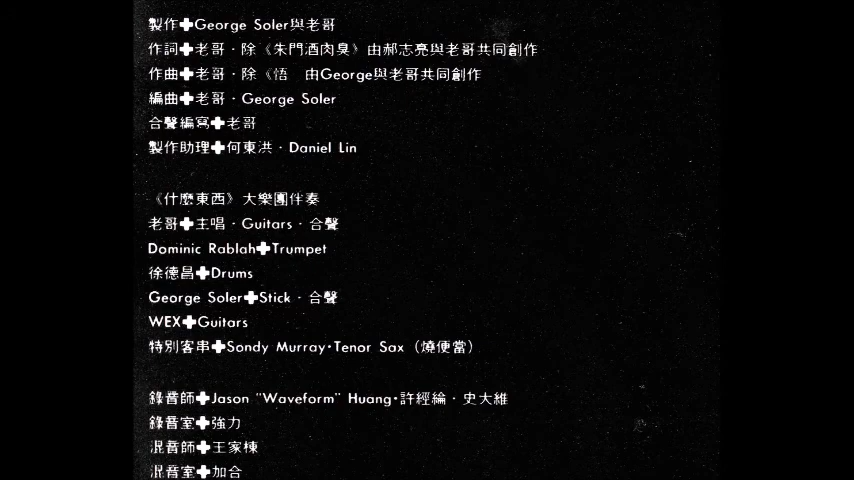 製作✚George Soler與老哥
作詞✚老哥·除《朱門酒肉臭》由郝志亮與老哥共同創作
作曲✚老哥·除《悟 由George與老哥共同創作
編曲✚老哥·George Soler
合聲編寫✚老哥
製作助理✚何東洪·Daniel Lin
《什麼東西》大樂團伴奏
老哥✚主唱·Guitars·合聲
Dominic Rablah✚Trumpet
徐德昌✚Drums
George Soler✚Stick·合聲
WEX✚Guitars
特別客串✚Sondy Murray·Tenor Sax（燒便當）
錄音師✚Jason "Waveform" Huang·許經綸·史大維
錄音室✚強力
混音師✚王家棟
混音室✚加合